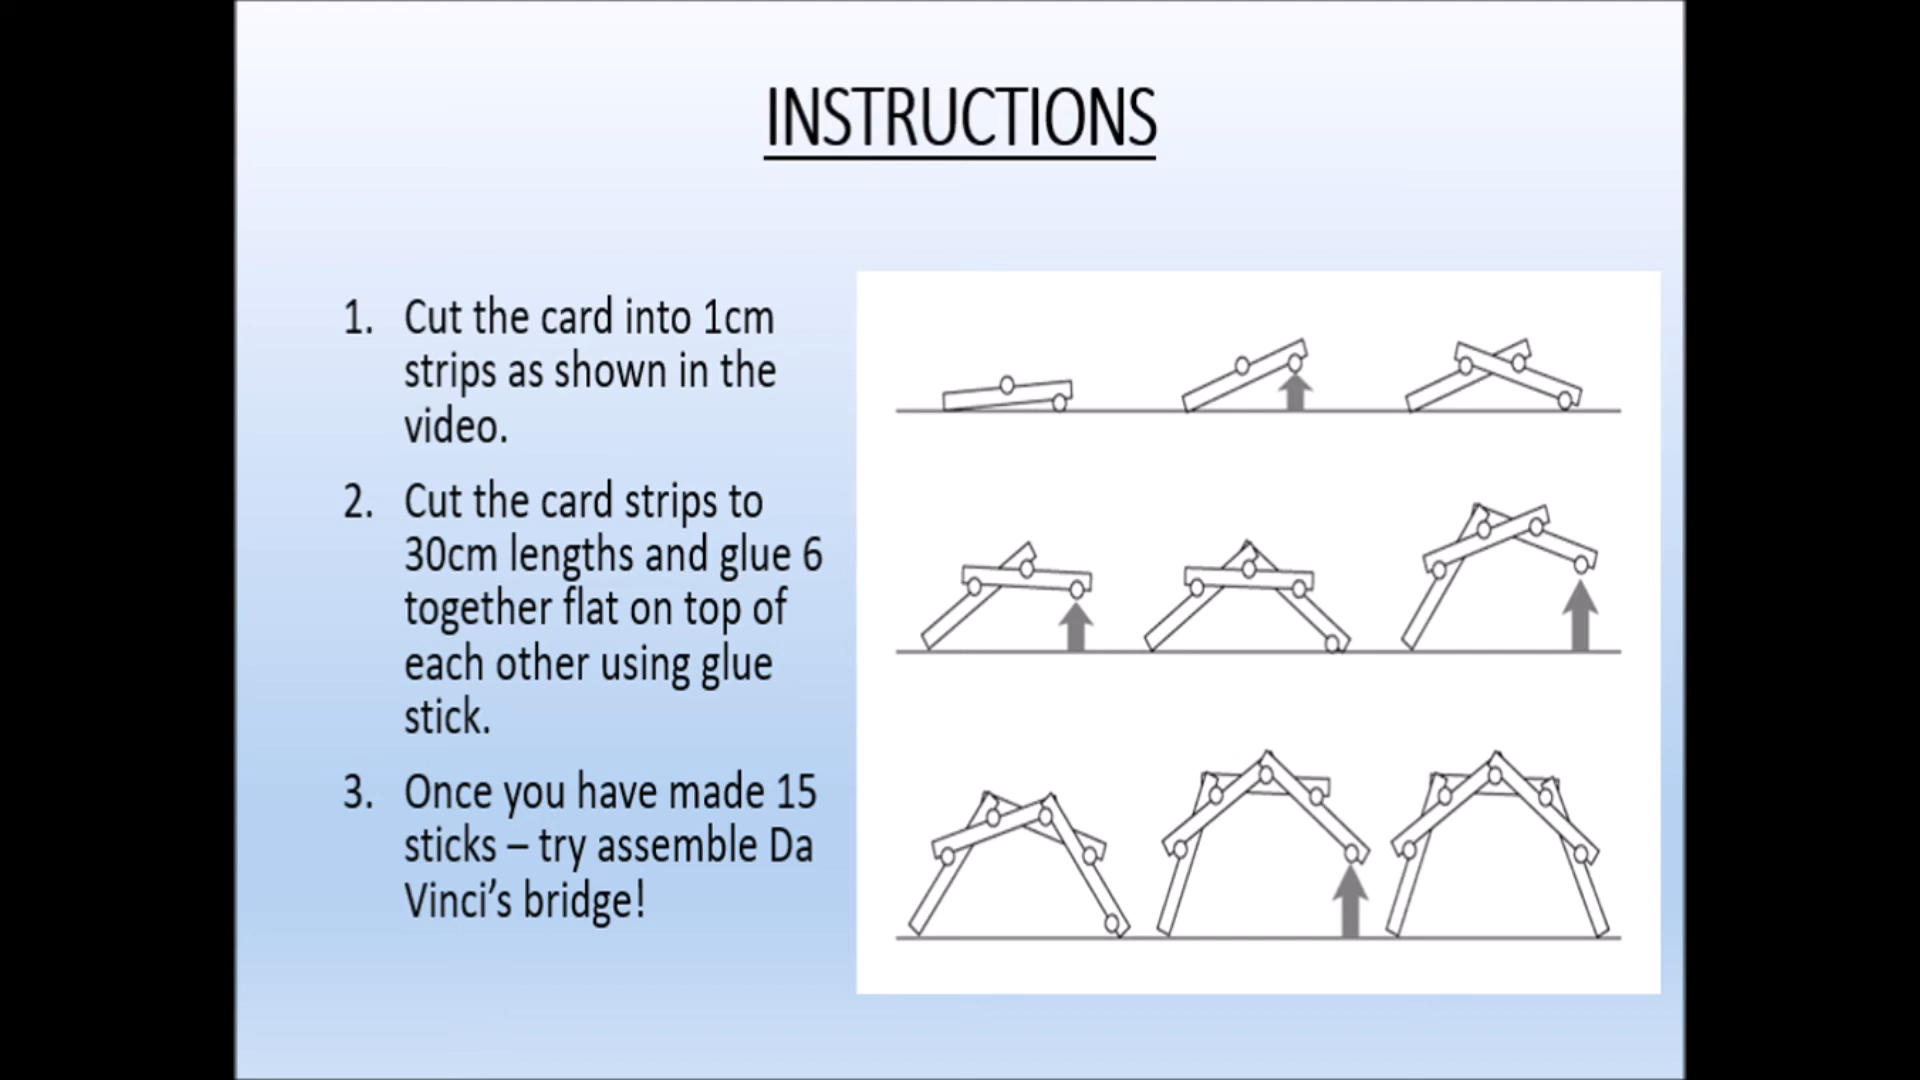 INSTRUCTIONS
1. Cut the card into 1cm
strips as shown in the
video.
2. Cut the card strips to
30cm lengths and glue 6
together flat on top of
each other using glue
stick.
3. Once you have made 15
sticks – try assemble Da
Vinci’s bridge!